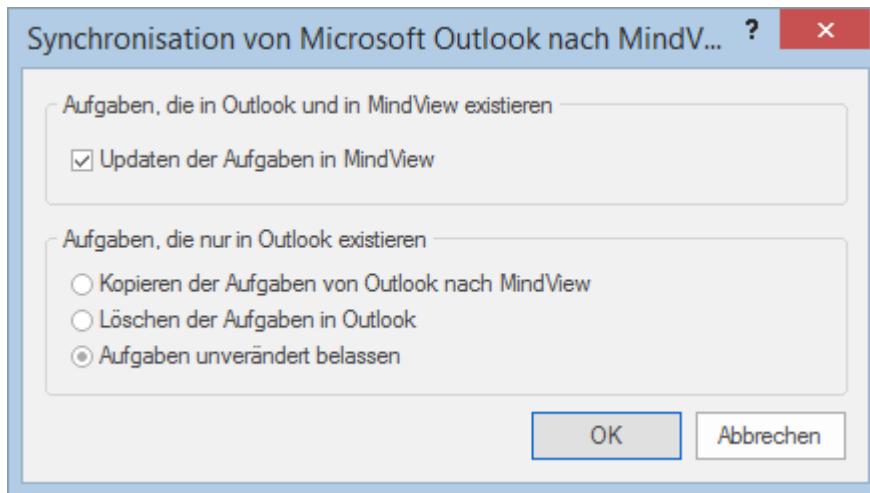 Synchronisation von Microsoft Outlook nach MindV... ?
Aufgaben, die in Outlook und in MindView existieren
Updaten der Aufgaben in MindView
Aufgaben, die nur in Outlook existieren
Kopieren der Aufgaben von Outlook nach MindView
Löschen der Aufgaben in Outlook
Aufgaben unverändert belassen
OK Abbrechen